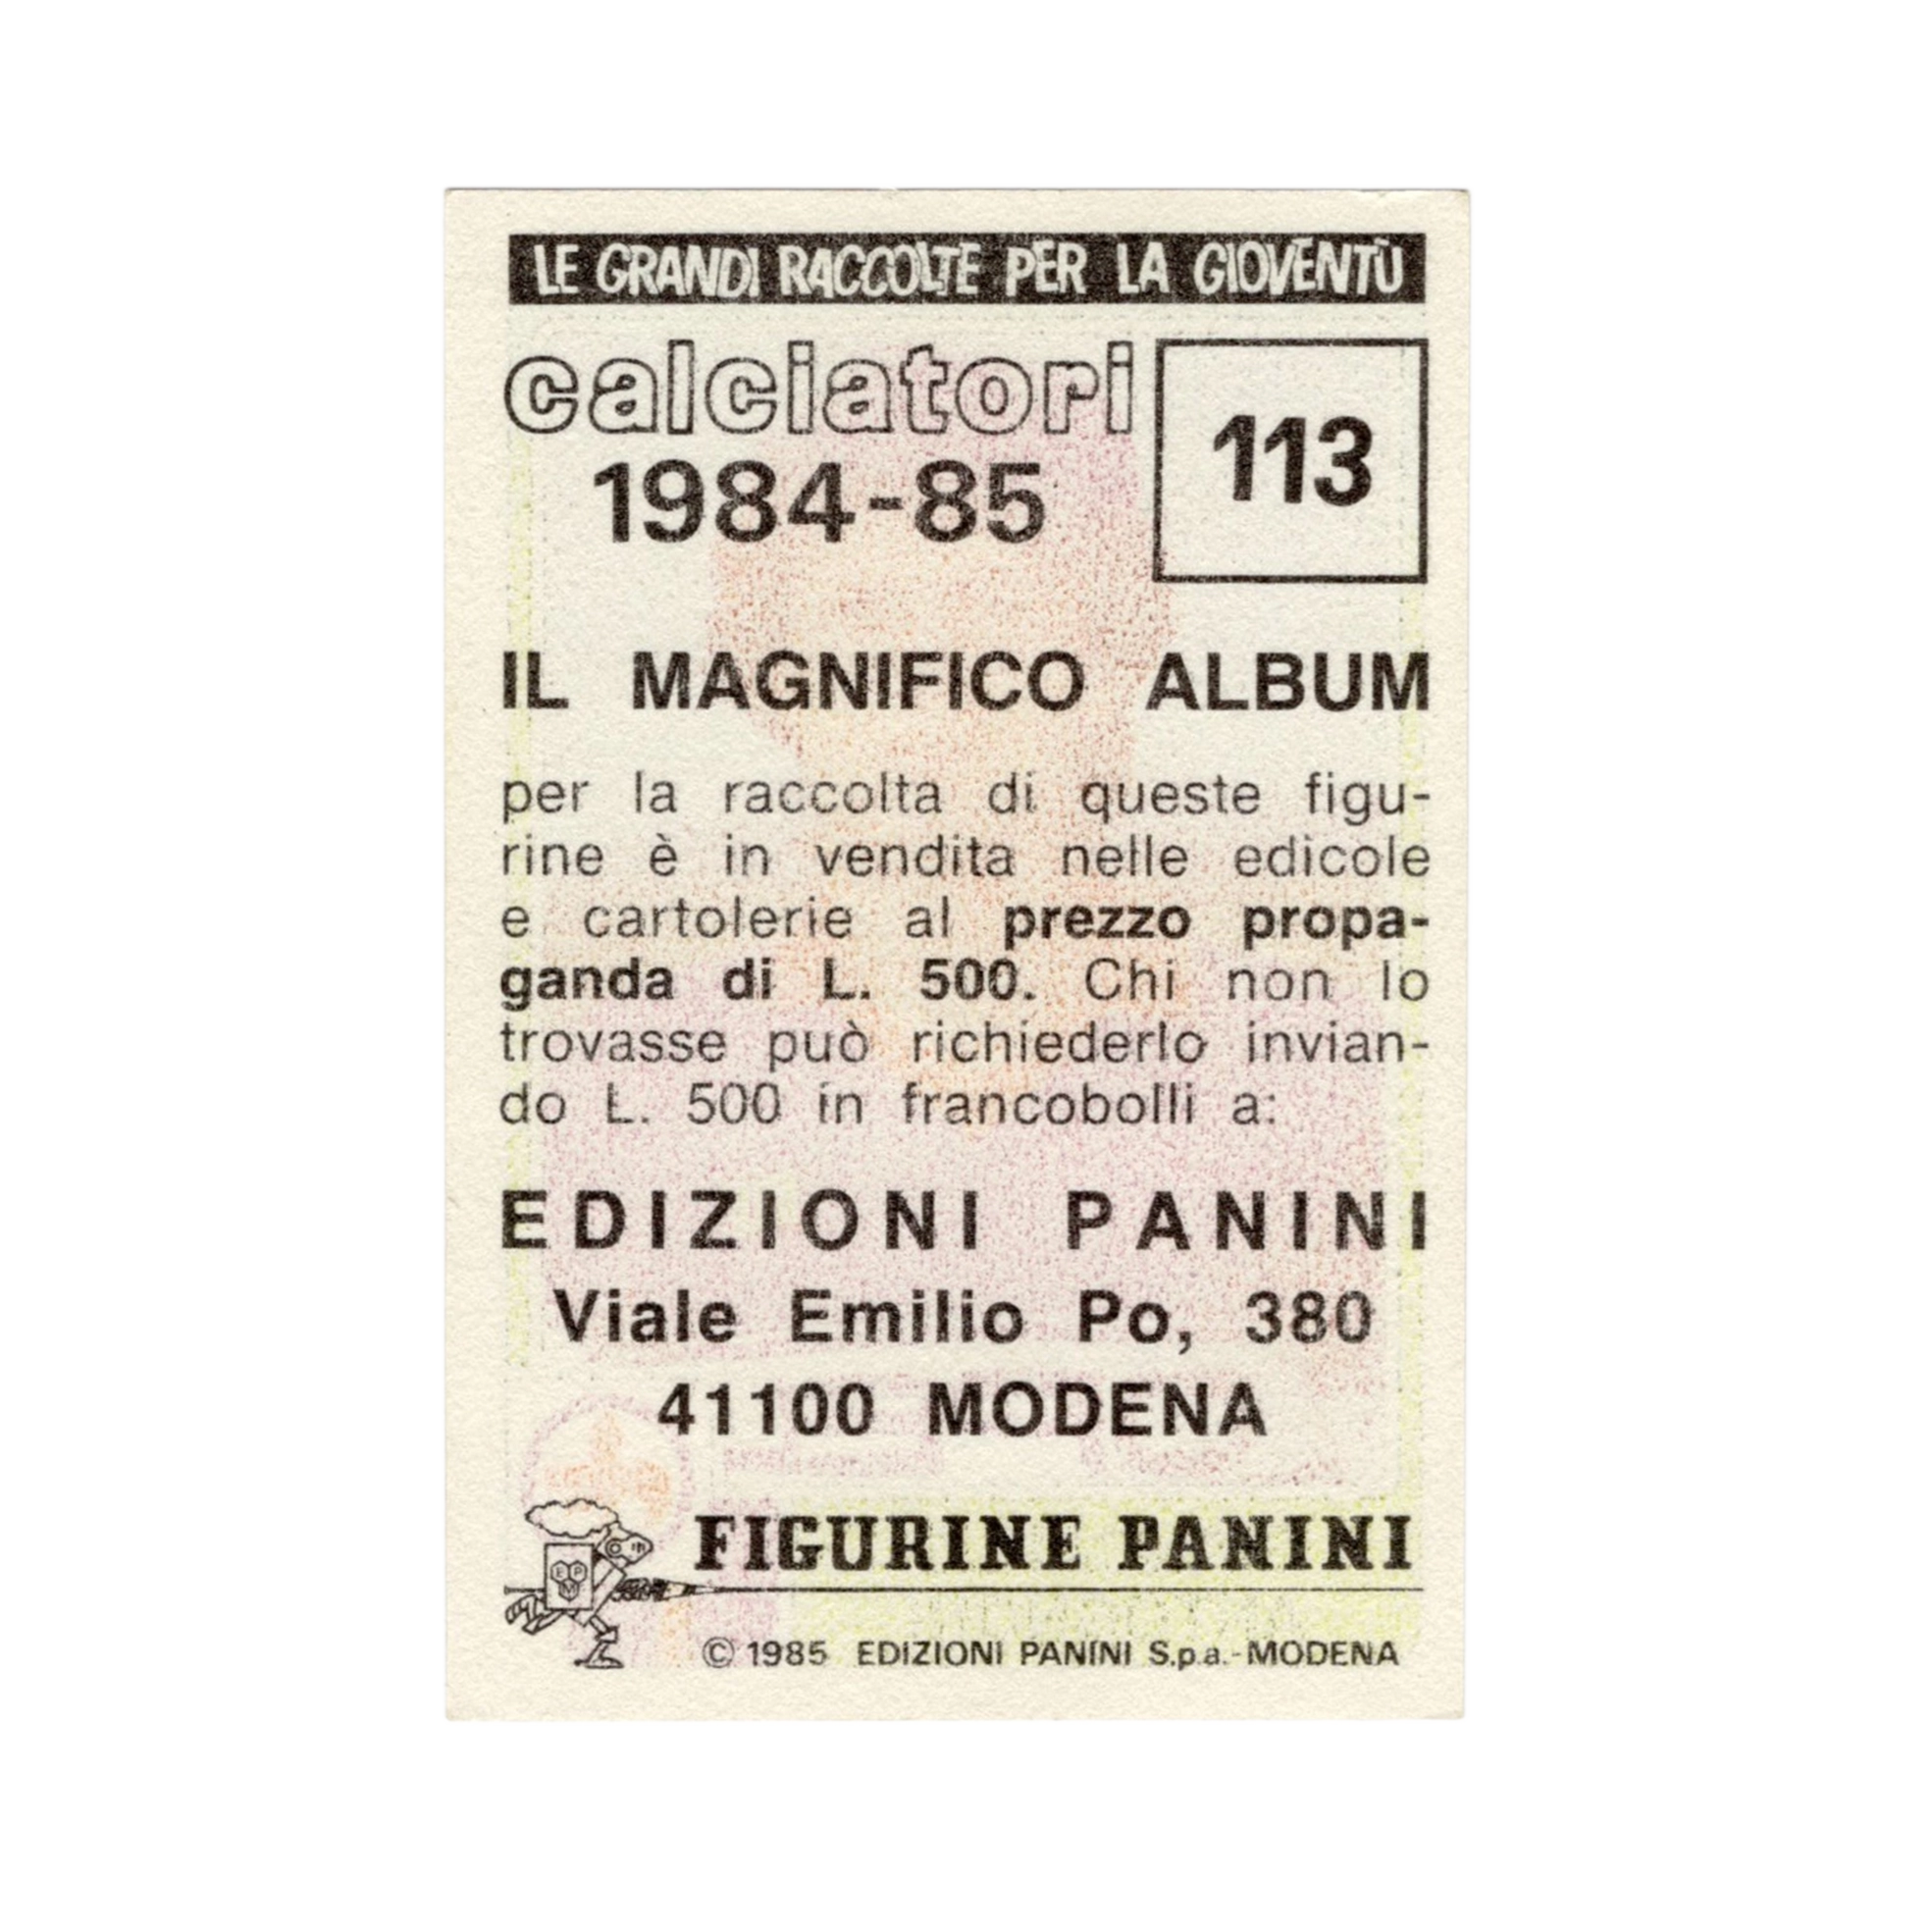 LE GRANDI RACCOLTE PER LA GIOVENTÙ
calciatori
1984-85
113
IL MAGNIFICO ALBUM
per la raccolta di queste figu-
rine è in vendita nelle edicole
e cartolerie al prezzo propa-
ganda di L. 500. Chi non lo
trovasse può richiederlo invian-
do L. 500 in francobolli a:
EDIZIONI PANINI
Viale Emilio Po, 380
41100 MODENA
FIGURINE PANINI
EPM
© 1985 EDIZIONI PANINI S.p.a.-MODENA